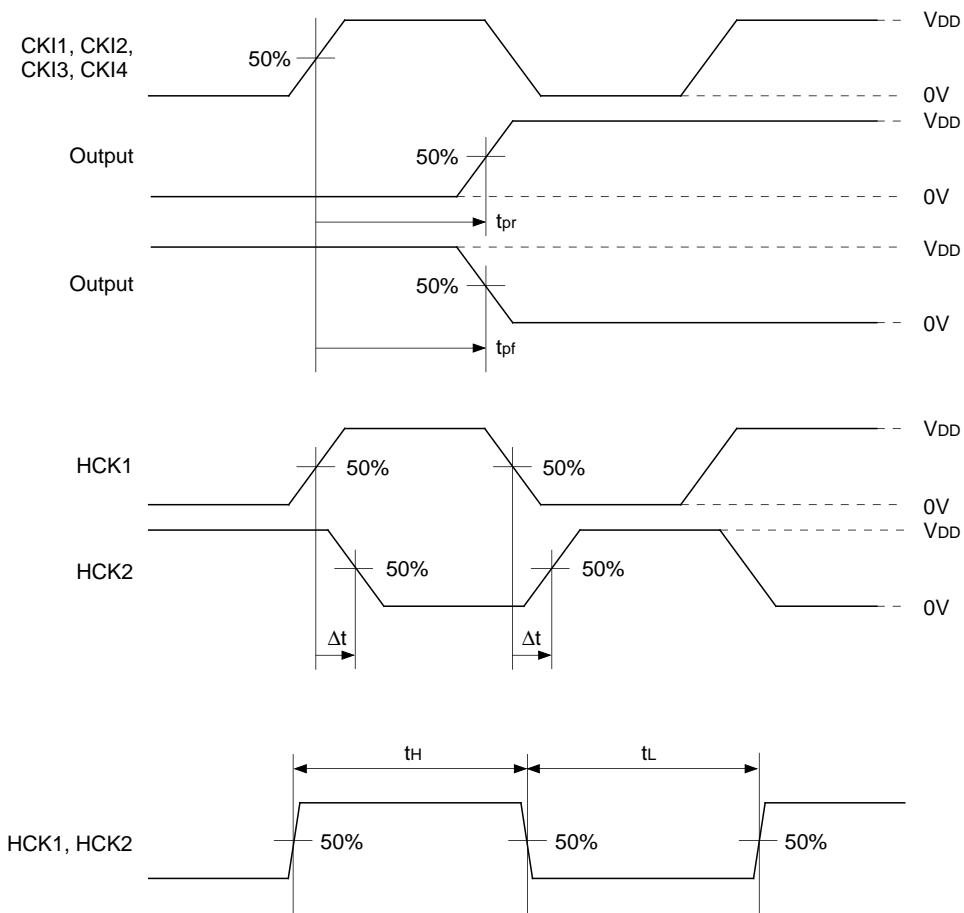 VDD
CKI1, CKI2,
CKI3, CKI4
50%
0V
VDD
Output
50%
0V
tpr
VDD
Output
50%
0V
tpf
VDD
HCK1
50%
50%
0V
VDD
HCK2
50%
50%
0V
Δt
Δt
tH
tL
HCK1, HCK2
50%
50%
50%